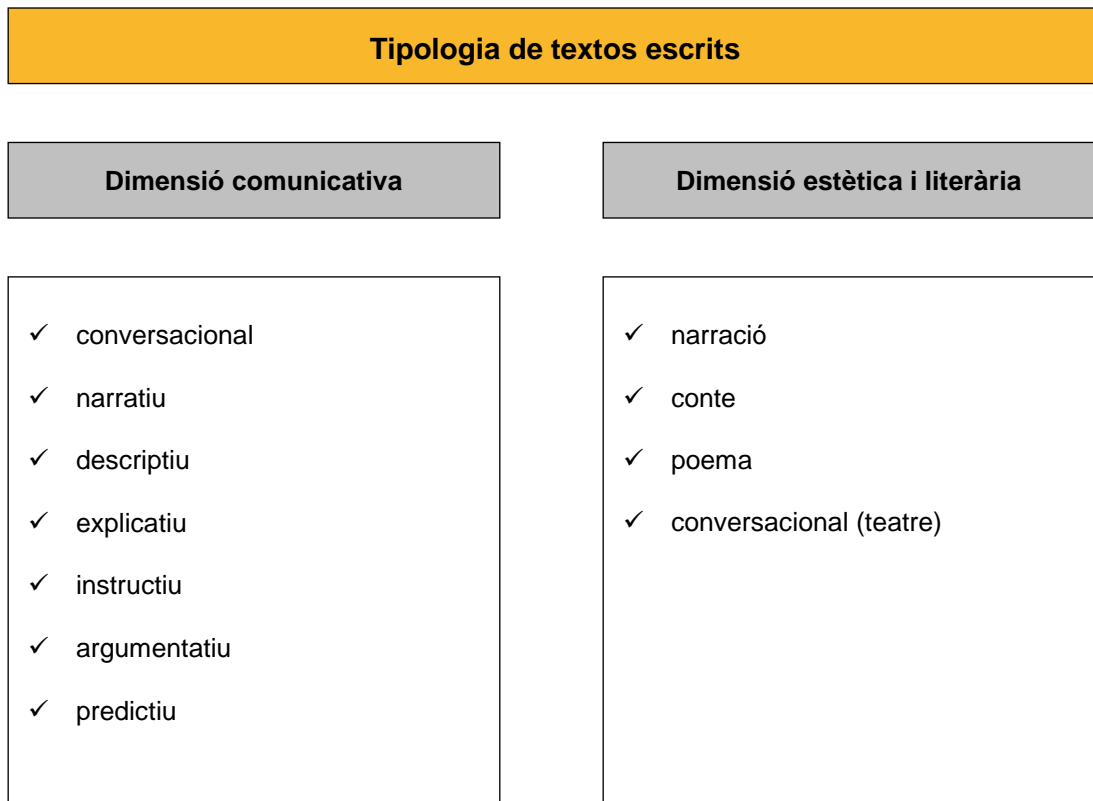 Tipologia de textos escrits
Dimensió comunicativa
✓ conversacional
✓ narratiu
✓ descriptiu
✓ explicatiu
✓ instructiu
✓ argumentatiu
✓ predictiu
Dimensió estètica i literària
✓ narració
✓ conte
✓ poema
✓ conversacional (teatre)